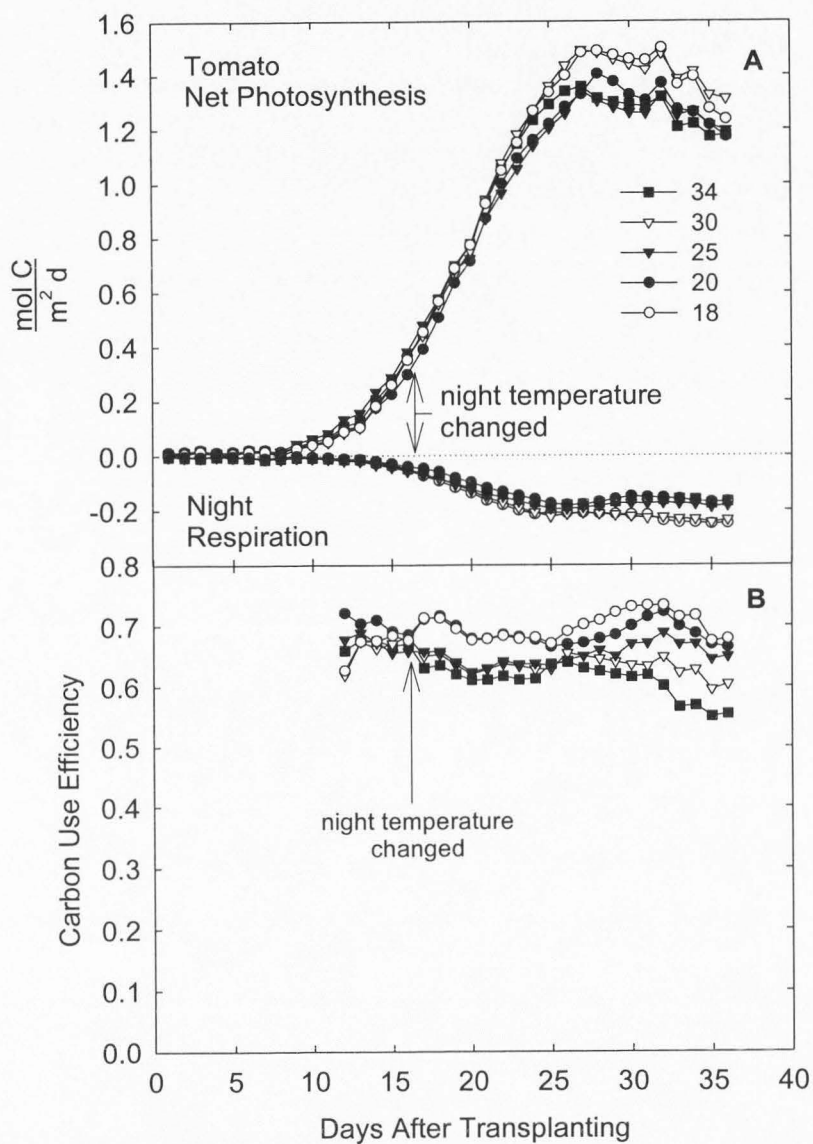 1.6
1.4
1.2
1.0
0.8
0.6
0.4
0.2
0.0
-0.2
Tomato
Net Photosynthesis
A
34
30
25
20
18
mol C
m² d
night temperature
changed
Night
Respiration
0.8
0.7
0.6
0.5
0.4
0.3
0.2
0.1
0.0
B
Carbon Use Efficiency
night temperature
changed
0 5 10 15 20 25 30 35 40
Days After Transplanting